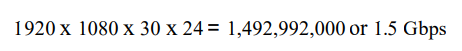 1920 x 1080 x 30 x 24 = 1,492,992,000 or 1.5 Gbps